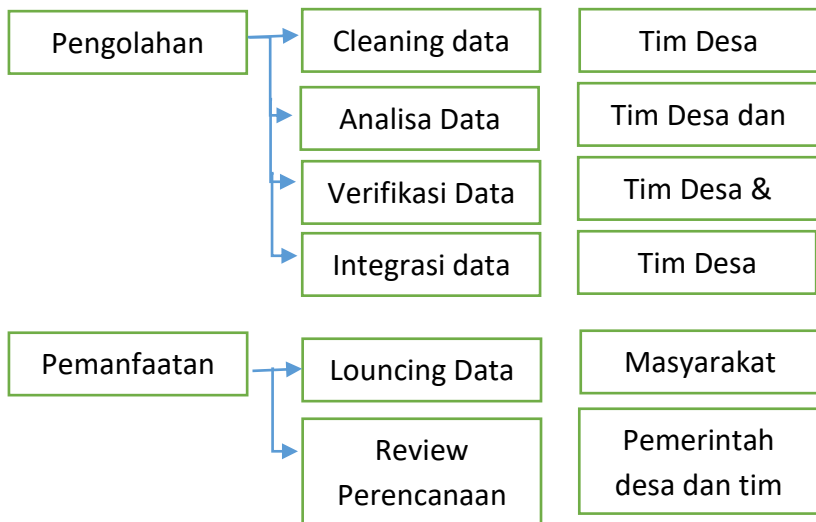 Pengolahan
Cleaning data
Tim Desa
Analisa Data
Tim Desa dan
Verifikasi Data
Tim Desa &
Integrasi data
Tim Desa
Pemanfaatan
Louncing Data
Masyarakat
Review
Perencanaan
Pemerintah
desa dan tim